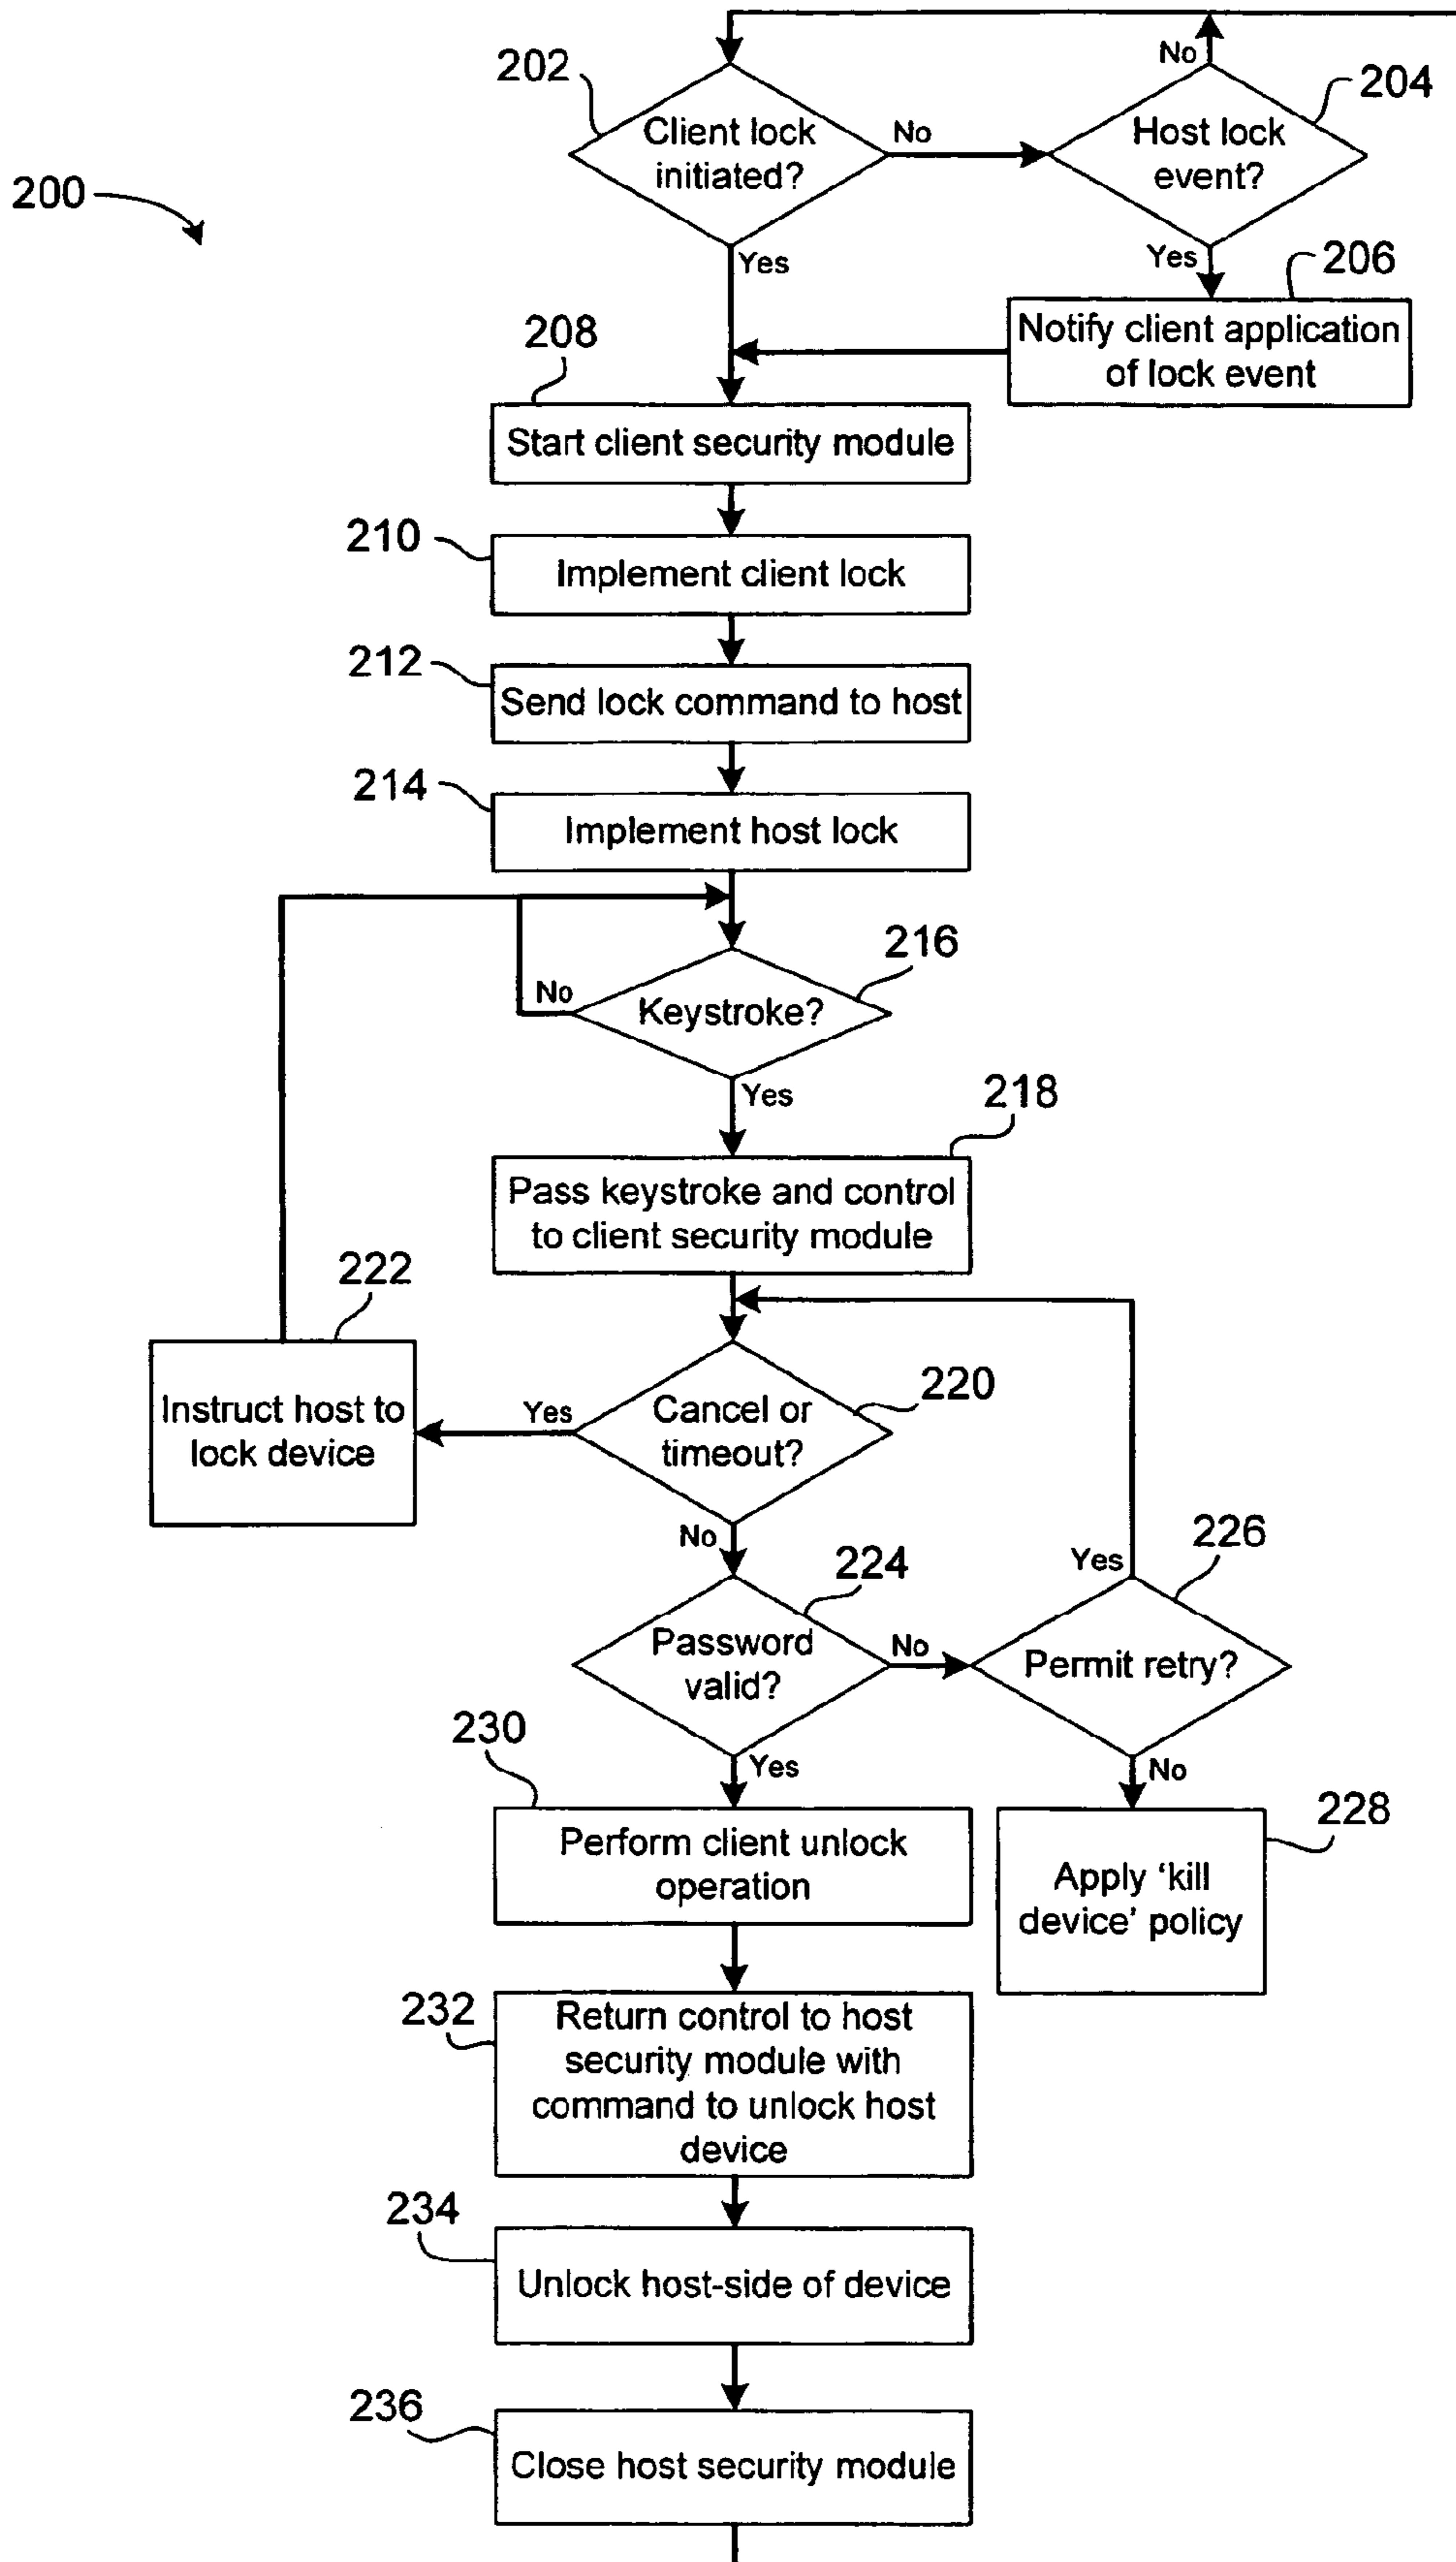 202
Client lock
initiated?
No
No
Host lock
event?
204
200
Yes
Yes
206
Notify client application
of lock event
208
Start client security module
210
Implement client lock
212
Send lock command to host
214
Implement host lock
216
No
Keystroke?
Yes
218
Pass keystroke and control
to client security module
222
Instruct host to
lock device
Yes
Cancel or
timeout?
220
No
224
Password
valid?
No
Yes
226
Permit retry?
230
Yes
No
228
Perform client unlock
operation
Apply ‘kill
device’ policy
232
Return control to host
security module with
command to unlock host
device
234
Unlock host-side of device
236
Close host security module